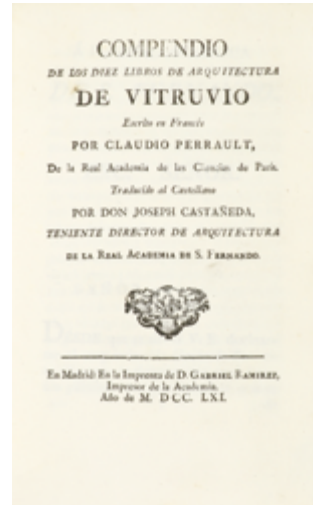 COMPENDIO
DE LOS DIEZ LIBROS DE ARQUITECTURA
DE VITRUVIO
Escrito en Francés
POR CLAUDIO PERRAULT,
De la Real Academia de las Ciencias de París.
Traducido al Castellano
POR DON JOSEPH CASTAÑEDA,
TENIENTE DIRECTOR DE ARQUITECTURA
DE LA REAL ACADEMIA DE S. FERNANDO.
En Madrid: En la Imprenta de D. GABRIEL RAMIREZ,
Impresor de la Academia.
Año de M. DCC. LXI.